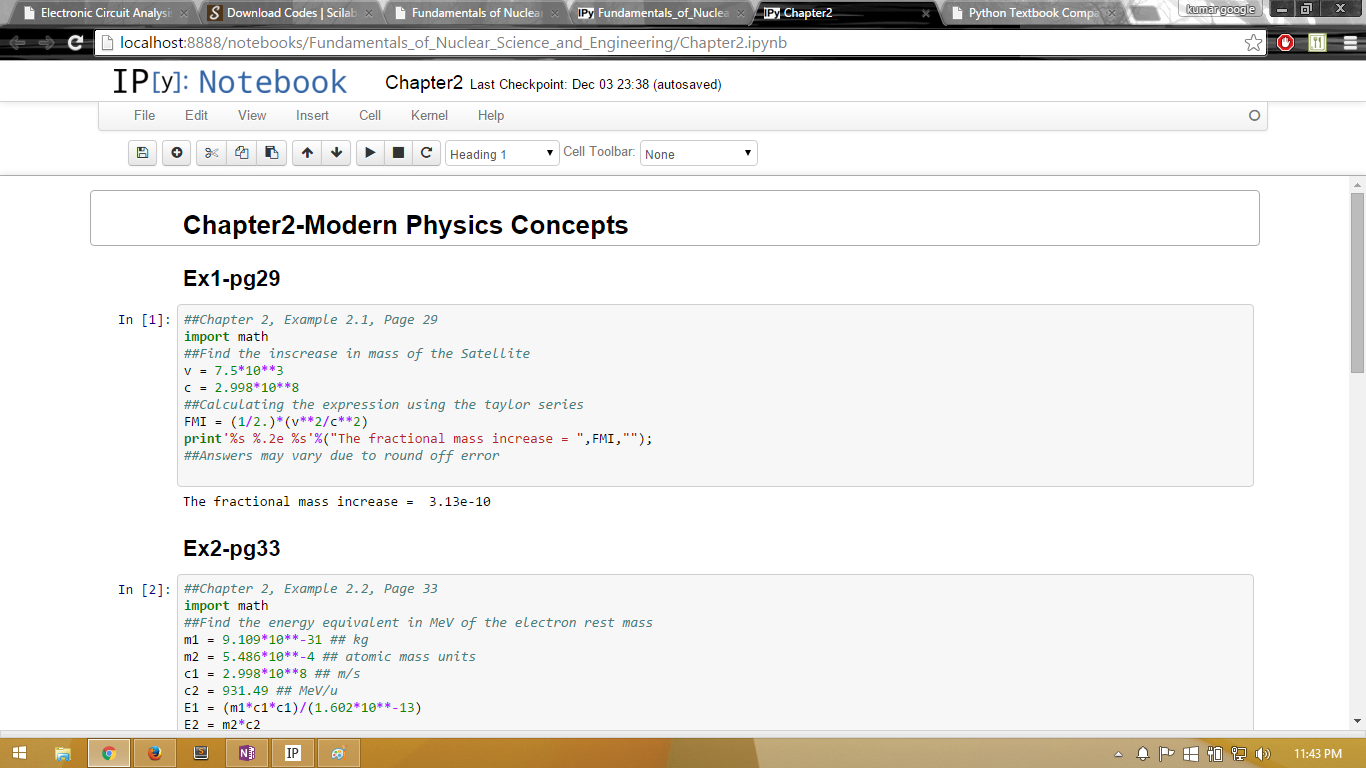 Electronic Circuit Analysi
Download Codes | Scilab
Fundamentals of Nuclear
IPy Fundamentals_of_Nuclea
IPy Chapter2
Python Textbook Compa
kumar google
localhost:8888/notebooks/Fundamentals_of_Nuclear_Science_and_Engineering/Chapter2.ipynb
IP[y]: Notebook
Chapter2 Last Checkpoint: Dec 03 23:38 (autosaved)
File Edit View Insert Cell Kernel Help
Heading 1 Cell Toolbar: None
Chapter2-Modern Physics Concepts
Ex1-pg29
In [1]: ##Chapter 2, Example 2.1, Page 29
import math
##Find the inscrease in mass of the Satellite
v = 7.5*10**3
c = 2.998*10**8
##Calculating the expression using the taylor series
FMI = (1/2.)*(v**2/c**2)
print'%s %.2e %s'%("The fractional mass increase = ",FMI,"");
##Answers may vary due to round off error
The fractional mass increase =  3.13e-10
Ex2-pg33
In [2]: ##Chapter 2, Example 2.2, Page 33
import math
##Find the energy equivalent in MeV of the electron rest mass
m1 = 9.109*10**-31 ## kg
m2 = 5.486*10**-4 ## atomic mass units
c1 = 2.998*10**8 ## m/s
c2 = 931.49 ## MeV/u
E1 = (m1*c1*c1)/(1.602*10**-13)
E2 = m2*c2
IP
11:43 PM